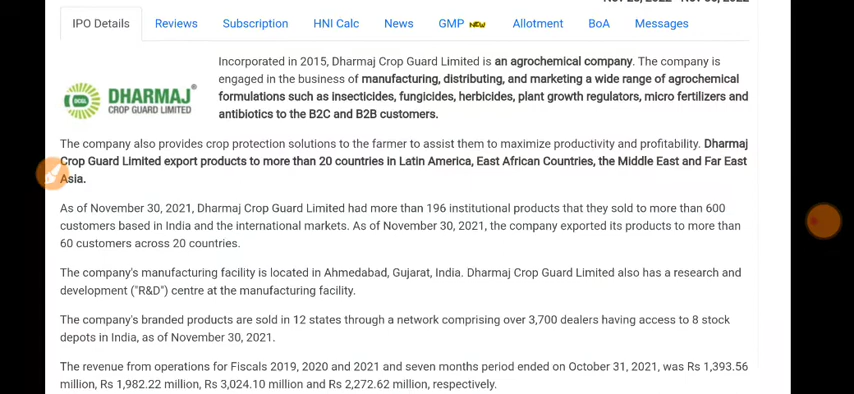 IPO Details Reviews Subscription HNI Calc News GMP NEW Allotment BoA Messages
Incorporated in 2015, Dharmaj Crop Guard Limited is an agrochemical company. The company is
engaged in the business of manufacturing, distributing, and marketing a wide range of agrochemical
formulations such as insecticides, fungicides, herbicides, plant growth regulators, micro fertilizers and
antibiotics to the B2C and B2B customers.
DCGL
DHARMAJ®
CROP GUARD LIMITED
The company also provides crop protection solutions to the farmer to assist them to maximize productivity and profitability. Dharmaj
Crop Guard Limited export products to more than 20 countries in Latin America, East African Countries, the Middle East and Far East
Asia.
As of November 30, 2021, Dharmaj Crop Guard Limited had more than 196 institutional products that they sold to more than 600
customers based in India and the international markets. As of November 30, 2021, the company exported its products to more than
60 customers across 20 countries.
The company's manufacturing facility is located in Ahmedabad, Gujarat, India. Dharmaj Crop Guard Limited also has a research and
development ("R&D") centre at the manufacturing facility.
The company's branded products are sold in 12 states through a network comprising over 3,700 dealers having access to 8 stock
depots in India, as of November 30, 2021.
The revenue from operations for Fiscals 2019, 2020 and 2021 and seven months period ended on October 31, 2021, was Rs 1,393.56
million, Rs 1,982.22 million, Rs 3,024.10 million and Rs 2,272.62 million, respectively.